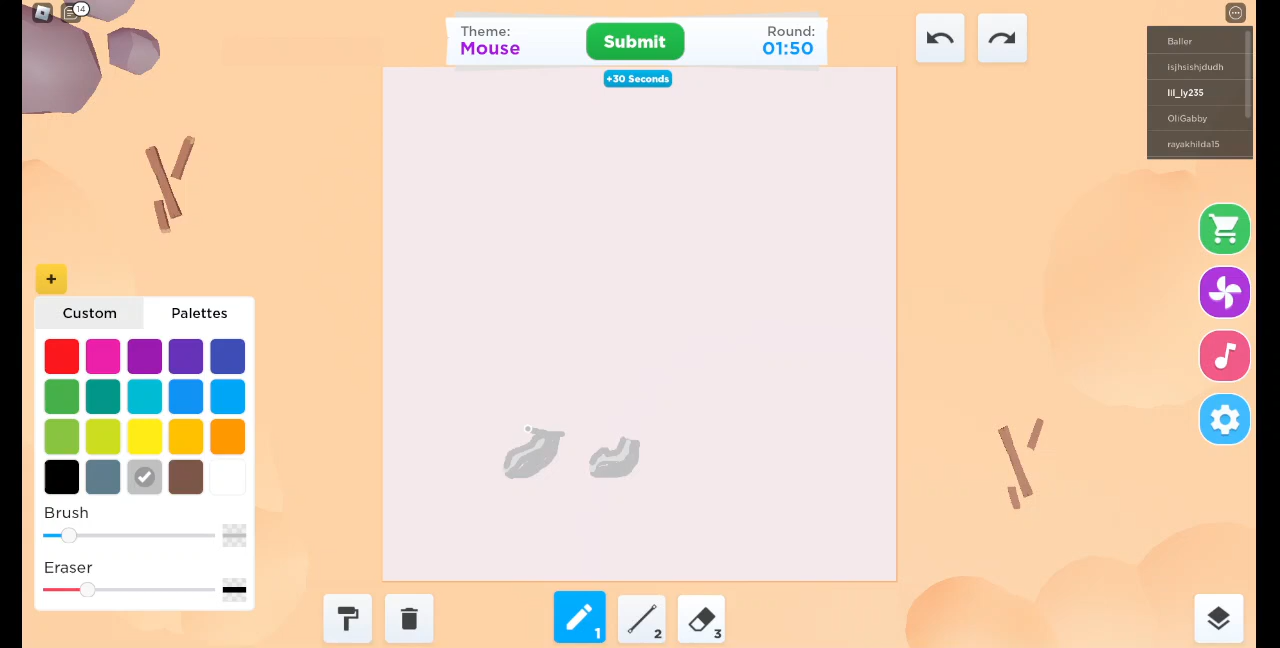 14
Theme:
Mouse
Submit
Round:
01:50
+30 Seconds
Baller
isjhsishjdudh
lil_ly235
OliGabby
rayakhilda15
+
Custom
Palettes
Brush
Eraser
1
2
3